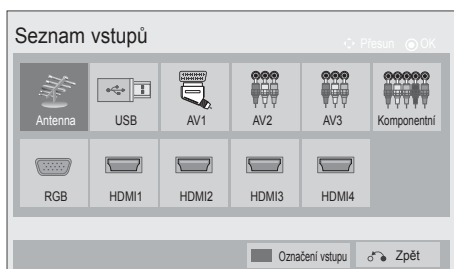 Seznam vstupů
Přesun OK
Antenna USB AV1 AV2 AV3 Komponentní
RGB HDMI1 HDMI2 HDMI3 HDMI4
Označení vstupu Zpět